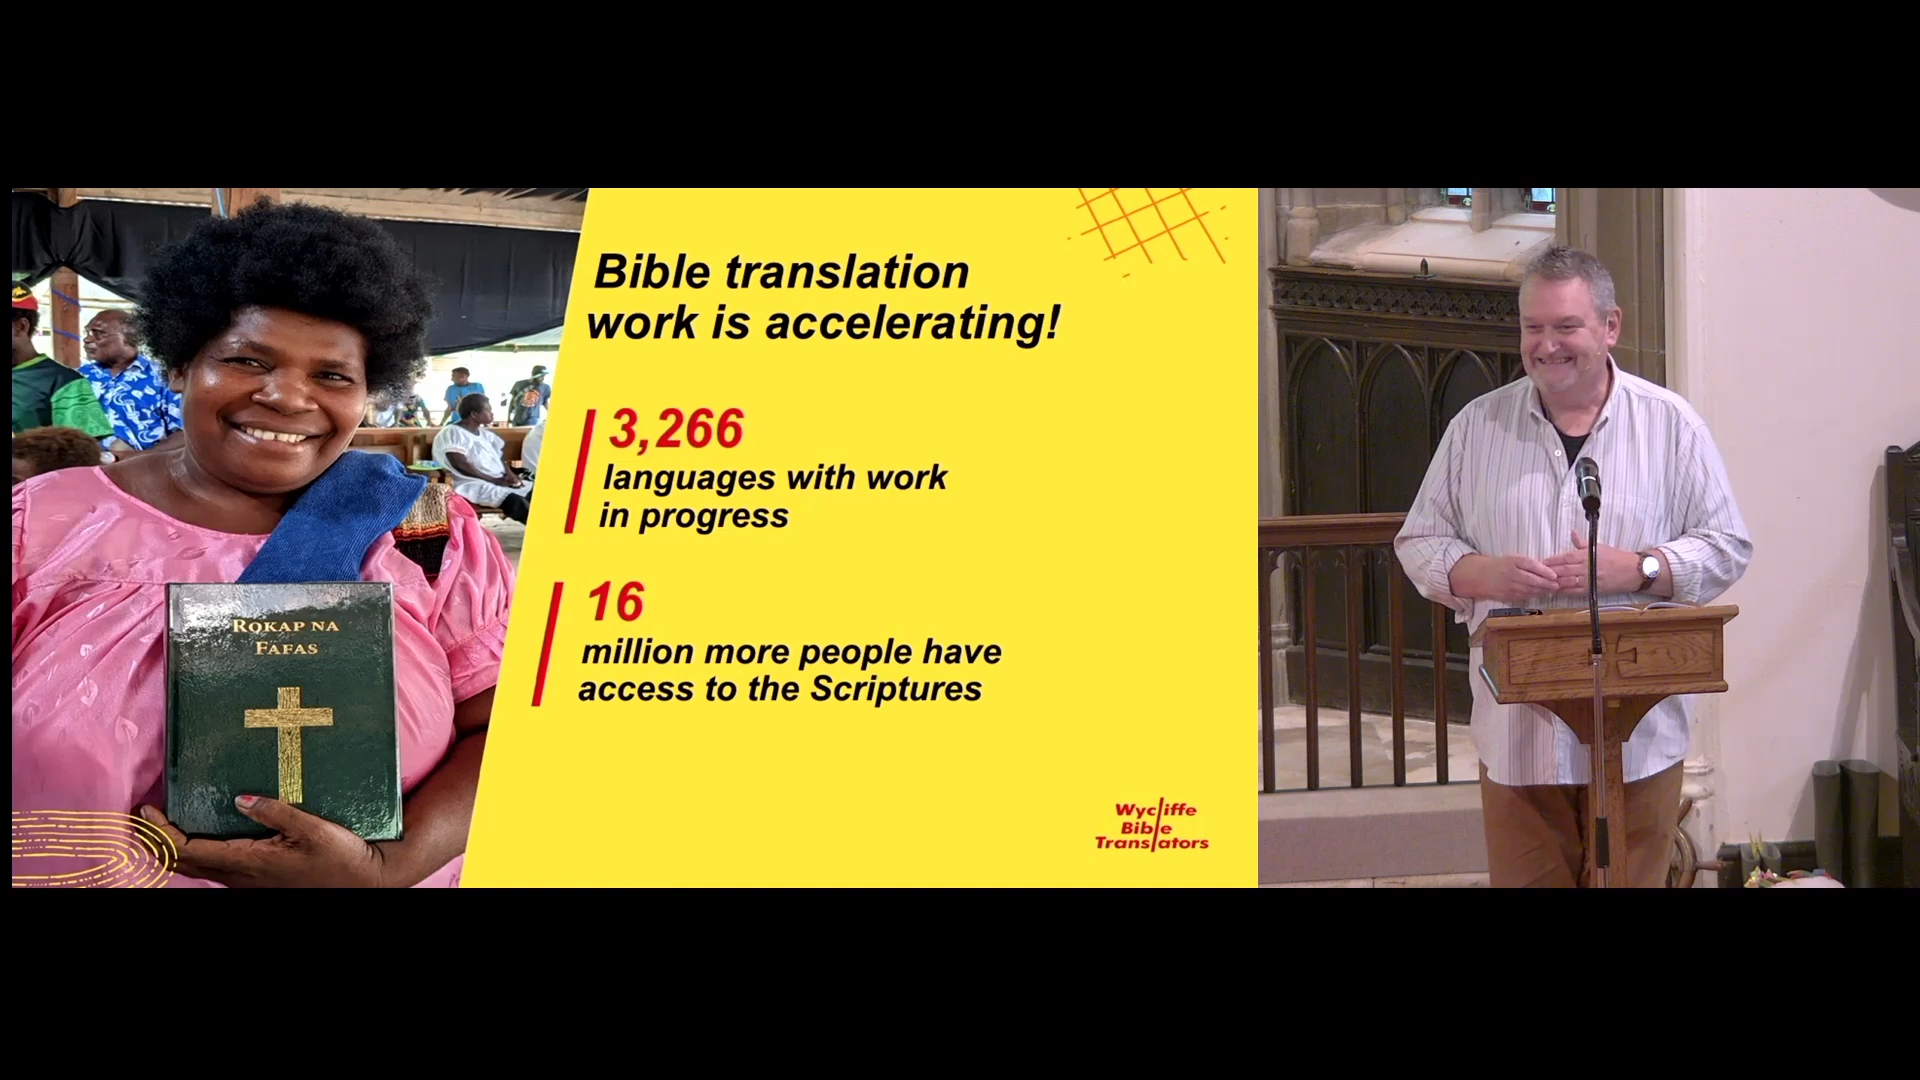 Bible translation
work is accelerating!
3,266
languages with work
in progress
16
million more people have
access to the Scriptures
Wycliffe
Bible
Translators
ROKAP NA
FAFAS